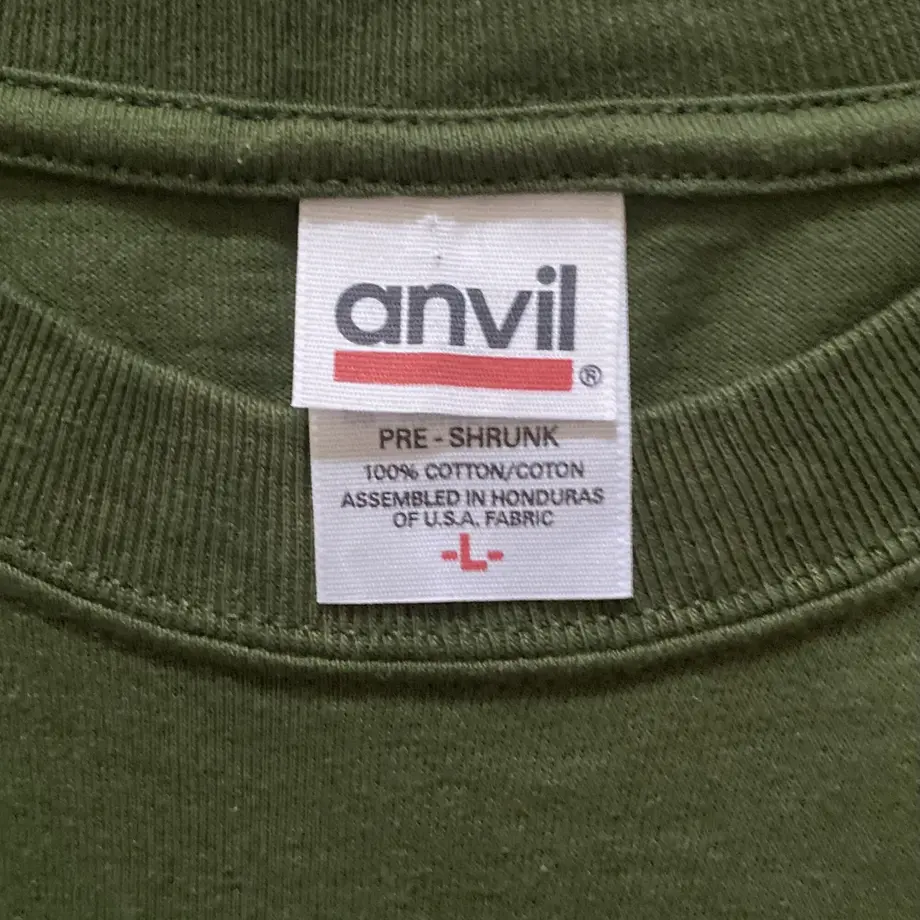 anvil®
PRE - SHRUNK
100% COTTON/COTON
ASSEMBLED IN HONDURAS
OF U.S.A. FABRIC
-L-